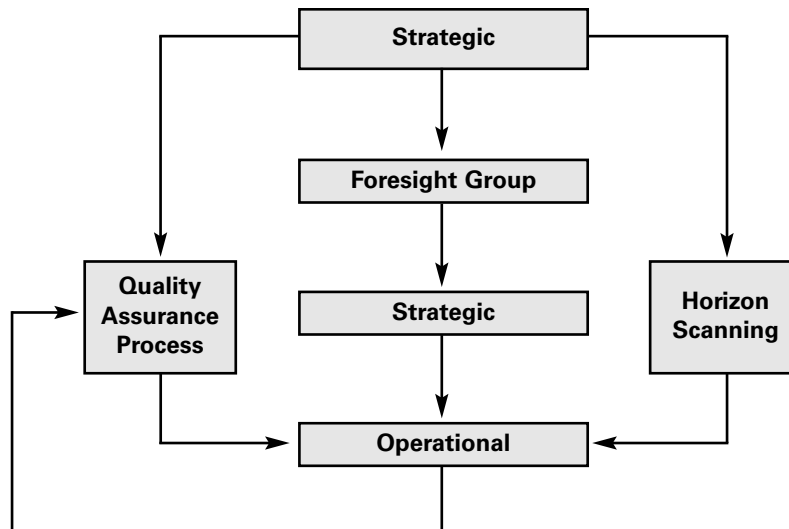 Strategic
Foresight Group
Quality
Assurance
Process
Strategic
Horizon
Scanning
Operational